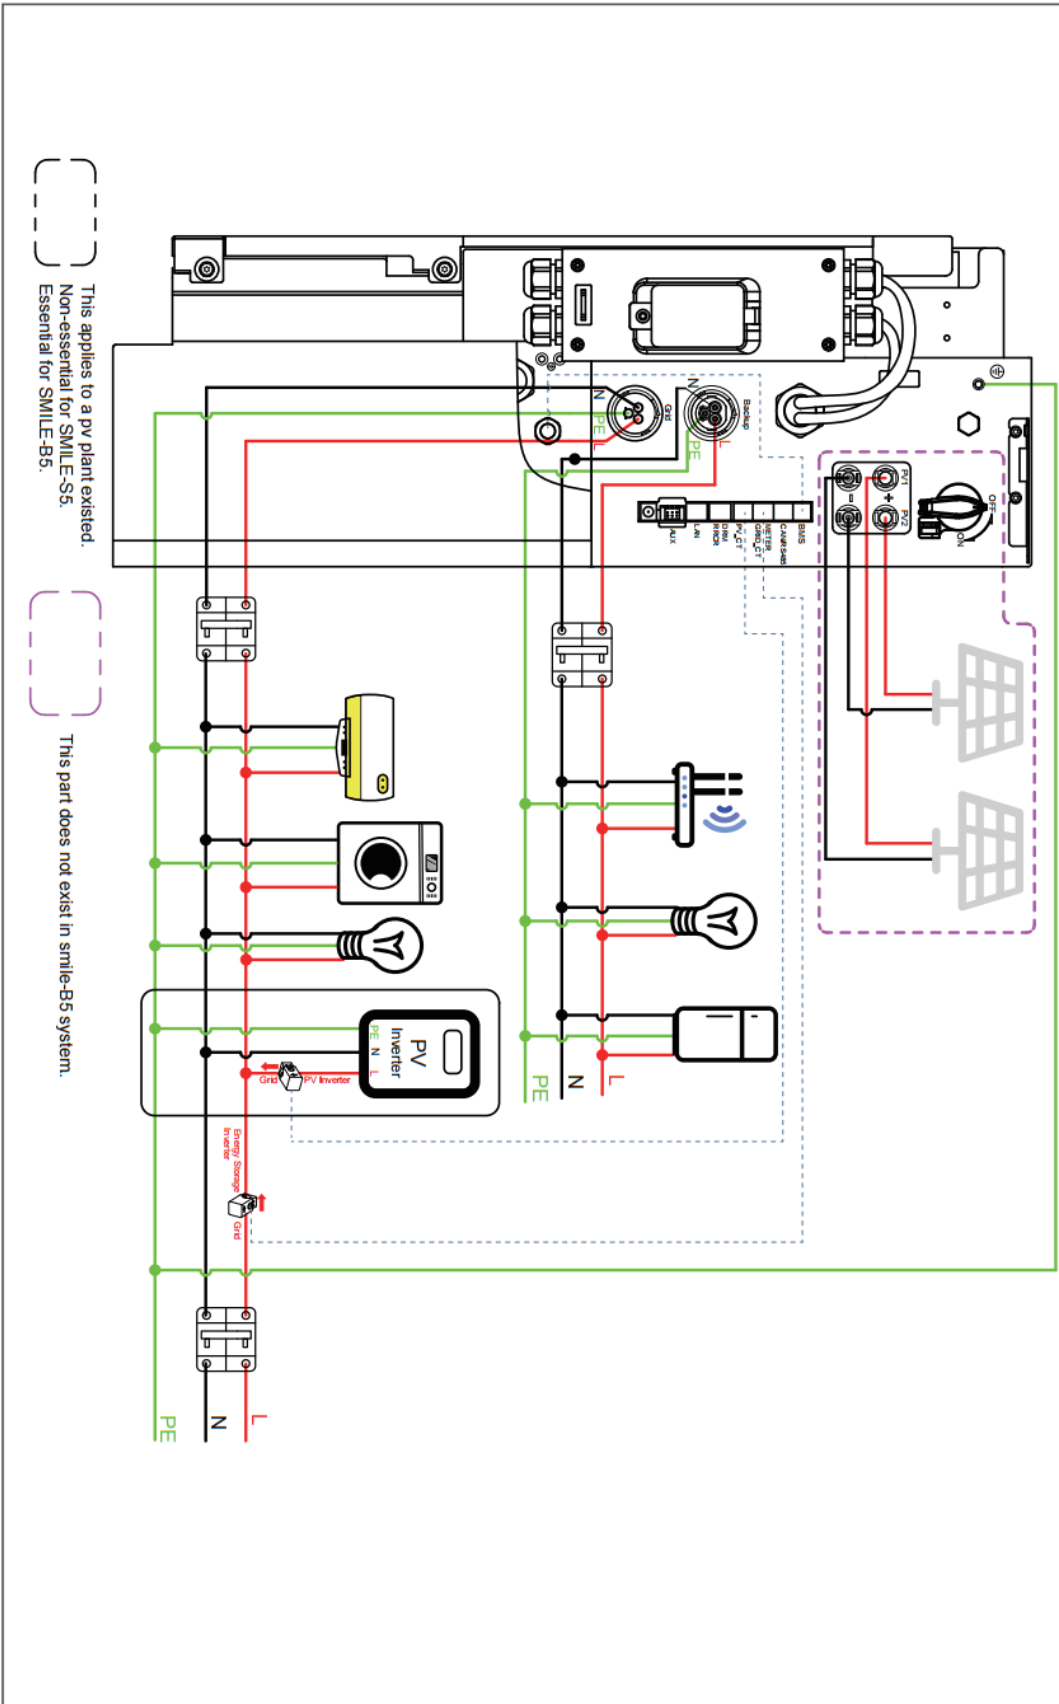 OFF
ON
PV1
PV2
+
-
Backup
N
L
PE
Grid
N
PE
L
BMS
CAN/RS485
METER
GRID_CT
PV_CT
DRM
RRCR
LAN
AUX
L
N
PE
PV
Inverter
PE
N
L
Grid
PV Inverter
Energy Storage
Inverter
Grid
L
N
PE
This applies to a pv plant existed.
Non-essential for SMILE-S5.
Essential for SMILE-B5.
This part does not exist in smile-B5 system.